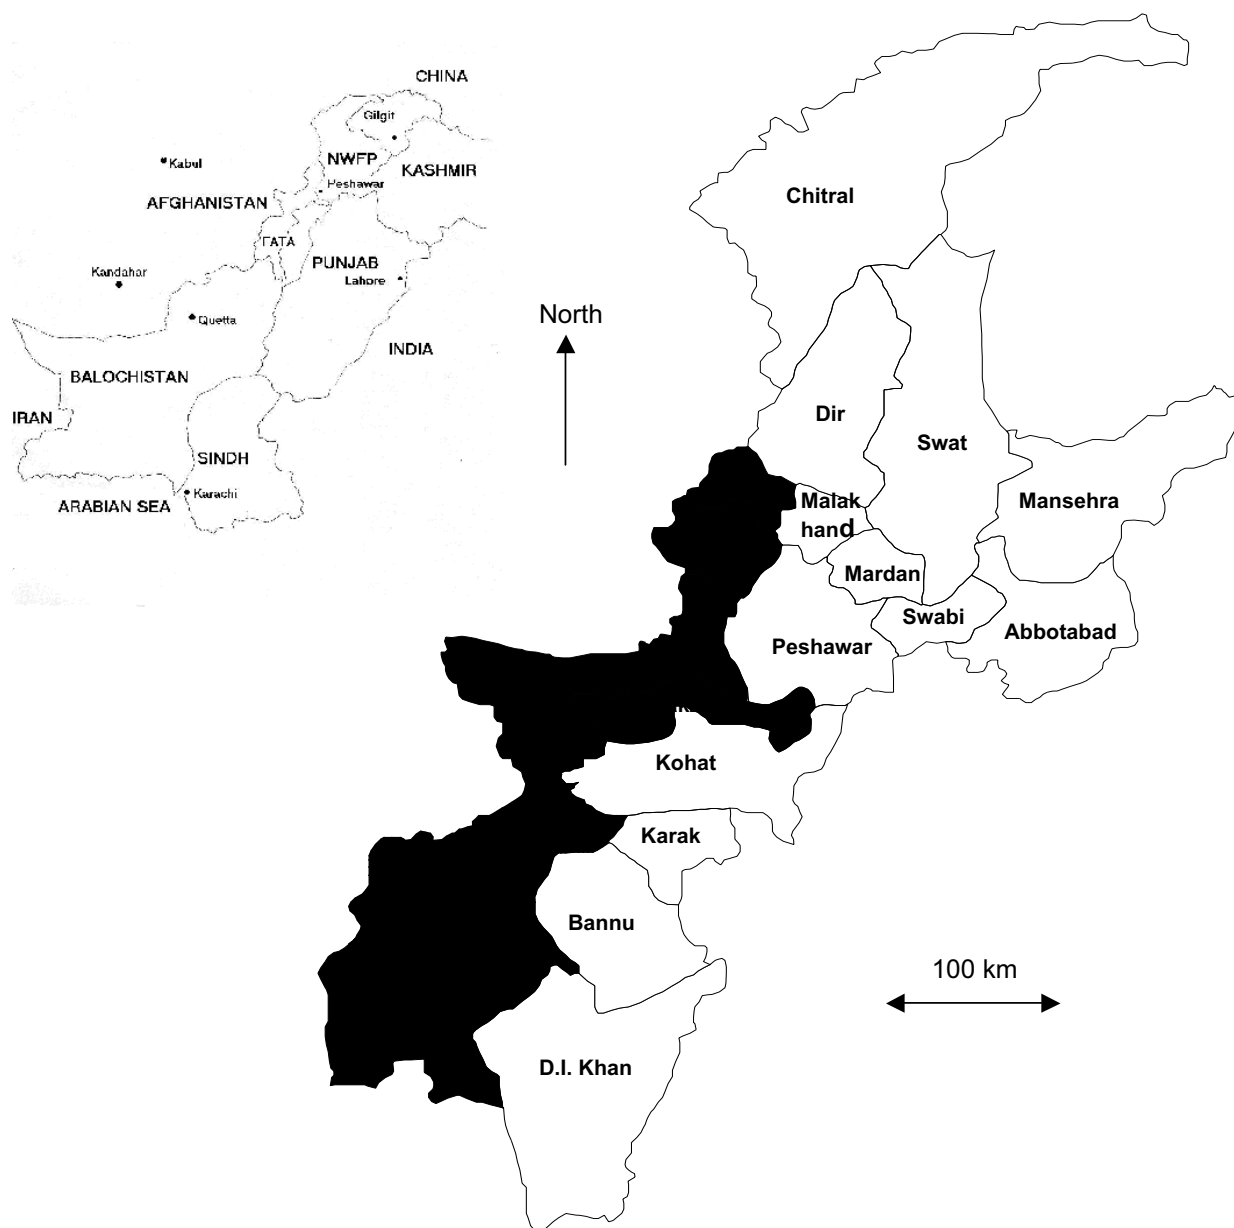 CHINA
Gilgit
NWFP
KASHMIR
Kabul
Peshawar
AFGHANISTAN
FATA
PUNJAB
Lahore
Kandahar
Quetta
INDIA
BALOCHISTAN
IRAN
SINDH
Karachi
ARABIAN SEA
North
Chitral
Dir
Swat
Malak
hand
Mansehra
Mardan
Swabi
Abbotabad
Peshawar
Kohat
Karak
Bannu
100 km
D.I. Khan